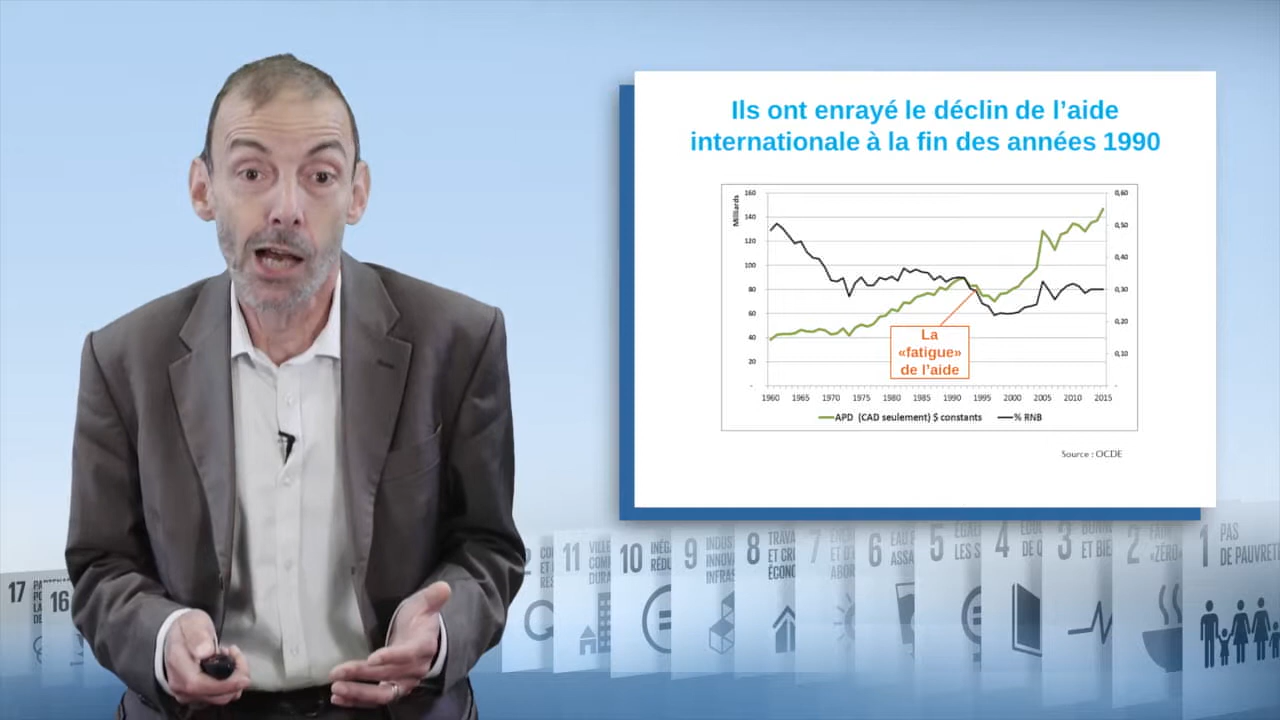 Ils ont enrayé le déclin de l’aide
internationale à la fin des années 1990
Milliards
160
140
120
100
80
60
40
20
-
0,60
0,50
0,40
0,30
0,20
0,10
-
La
«fatigue»
de l’aide
1960 1965 1970 1975 1980 1985 1990 1995 2000 2005 2010 2015
APD (CAD seulement) $ constants % RNB
Source : OCDE
17
16
11
10
9
8
7
6
5
4
3
2
«ZÉRO»
1 PAS
DE PAUVRET